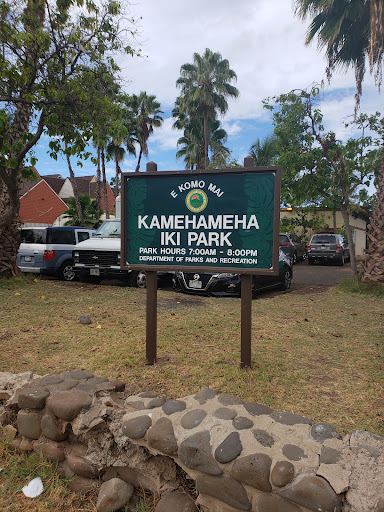 E KOMO MAI
KAMEHAMEHA
IKI PARK
PARK HOURS 7:00AM - 8:00PM
DEPARTMENT OF PARKS AND RECREATION